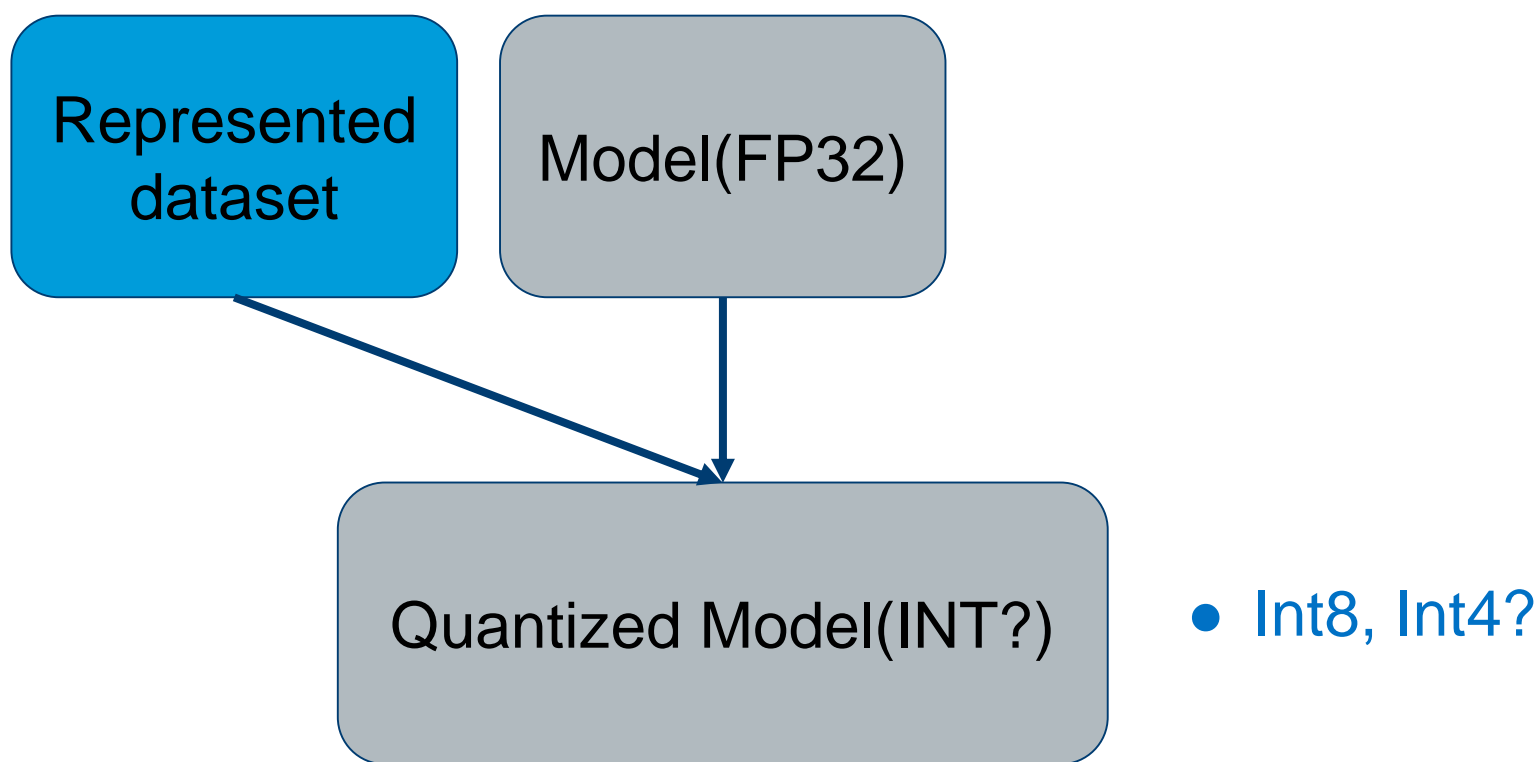 Represented
dataset
Model(FP32)
Quantized Model(INT?)
● Int8, Int4?